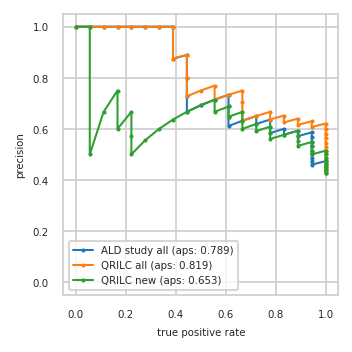 1.0
0.8
0.6
0.4
0.2
0.0
precision
ALD study all (aps: 0.789)
QRILC all (aps: 0.819)
QRILC new (aps: 0.653)
0.0 0.2 0.4 0.6 0.8 1.0
true positive rate